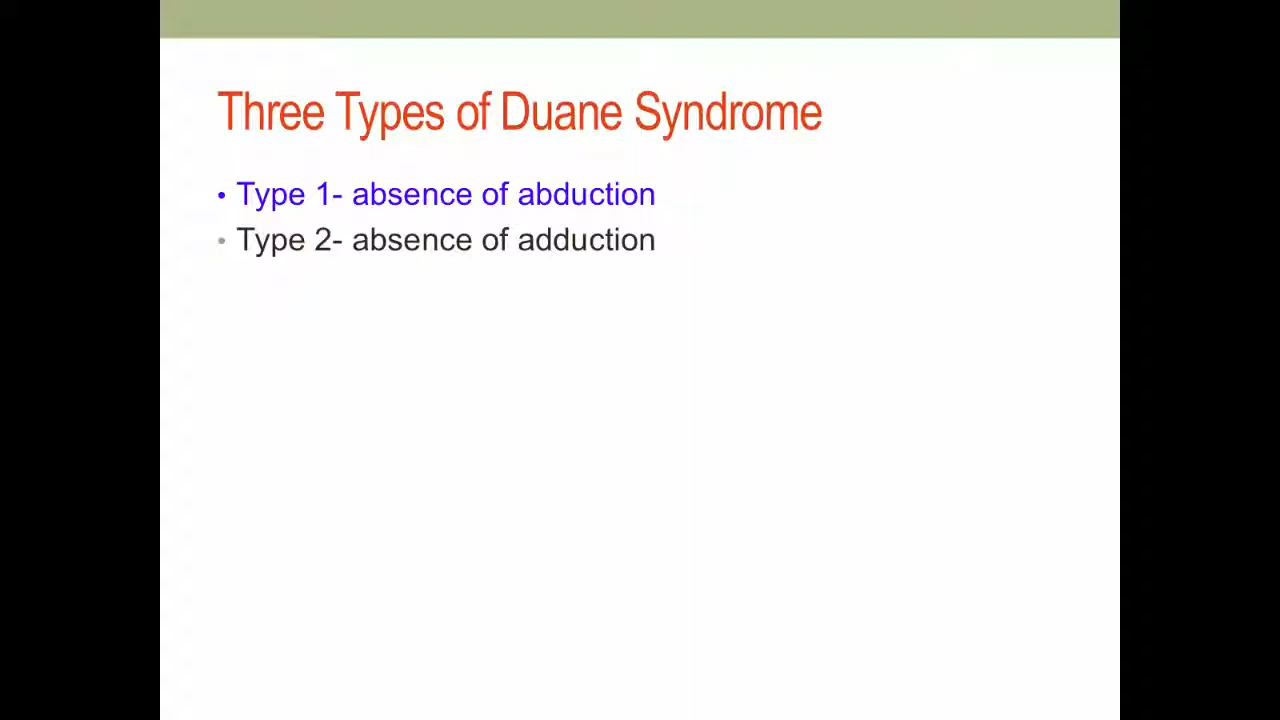 Three Types of Duane Syndrome
• Type 1- absence of abduction
• Type 2- absence of adduction